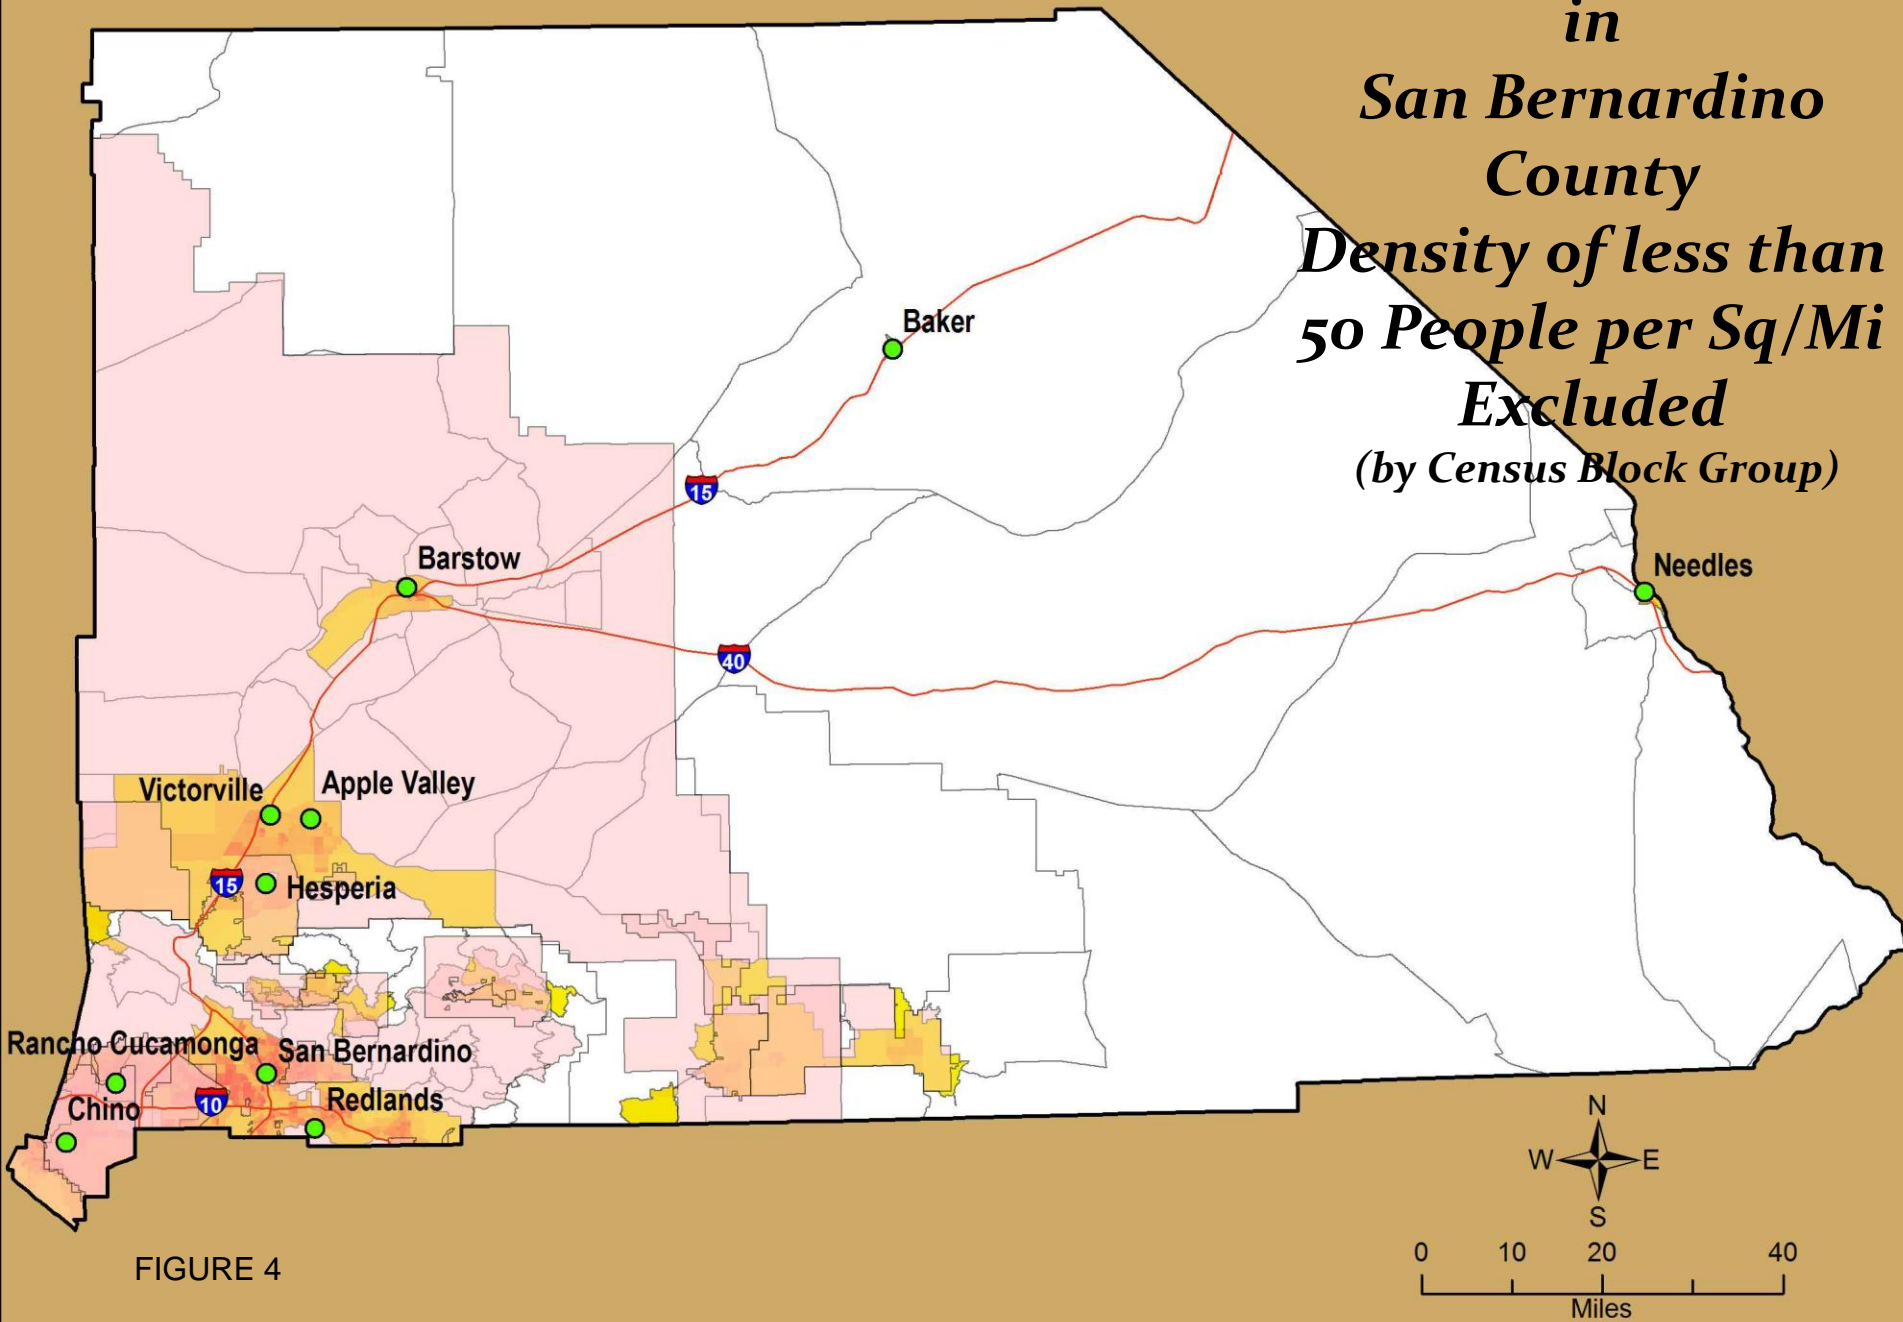 in
San Bernardino
County
Density of less than
50 People per Sq/Mi
Excluded
(by Census Block Group)
Baker
15
Barstow
Needles
40
Victorville
Apple Valley
15
Hesperia
Rancho Cucamonga
San Bernardino
Chino
10
Redlands
N
W
E
S
FIGURE 4
0 10 20 40
Miles